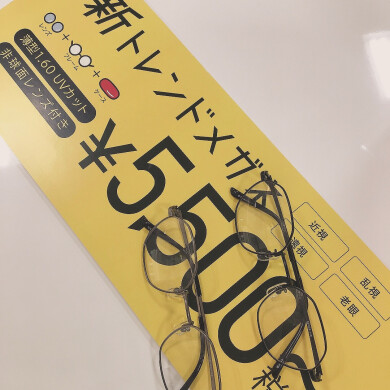 新トレンドメガネ
レンズ + フレーム + ケース
薄型1.60 UVカット
非球面レンズ付き
¥5,500
近視
乱視
遠視
老眼